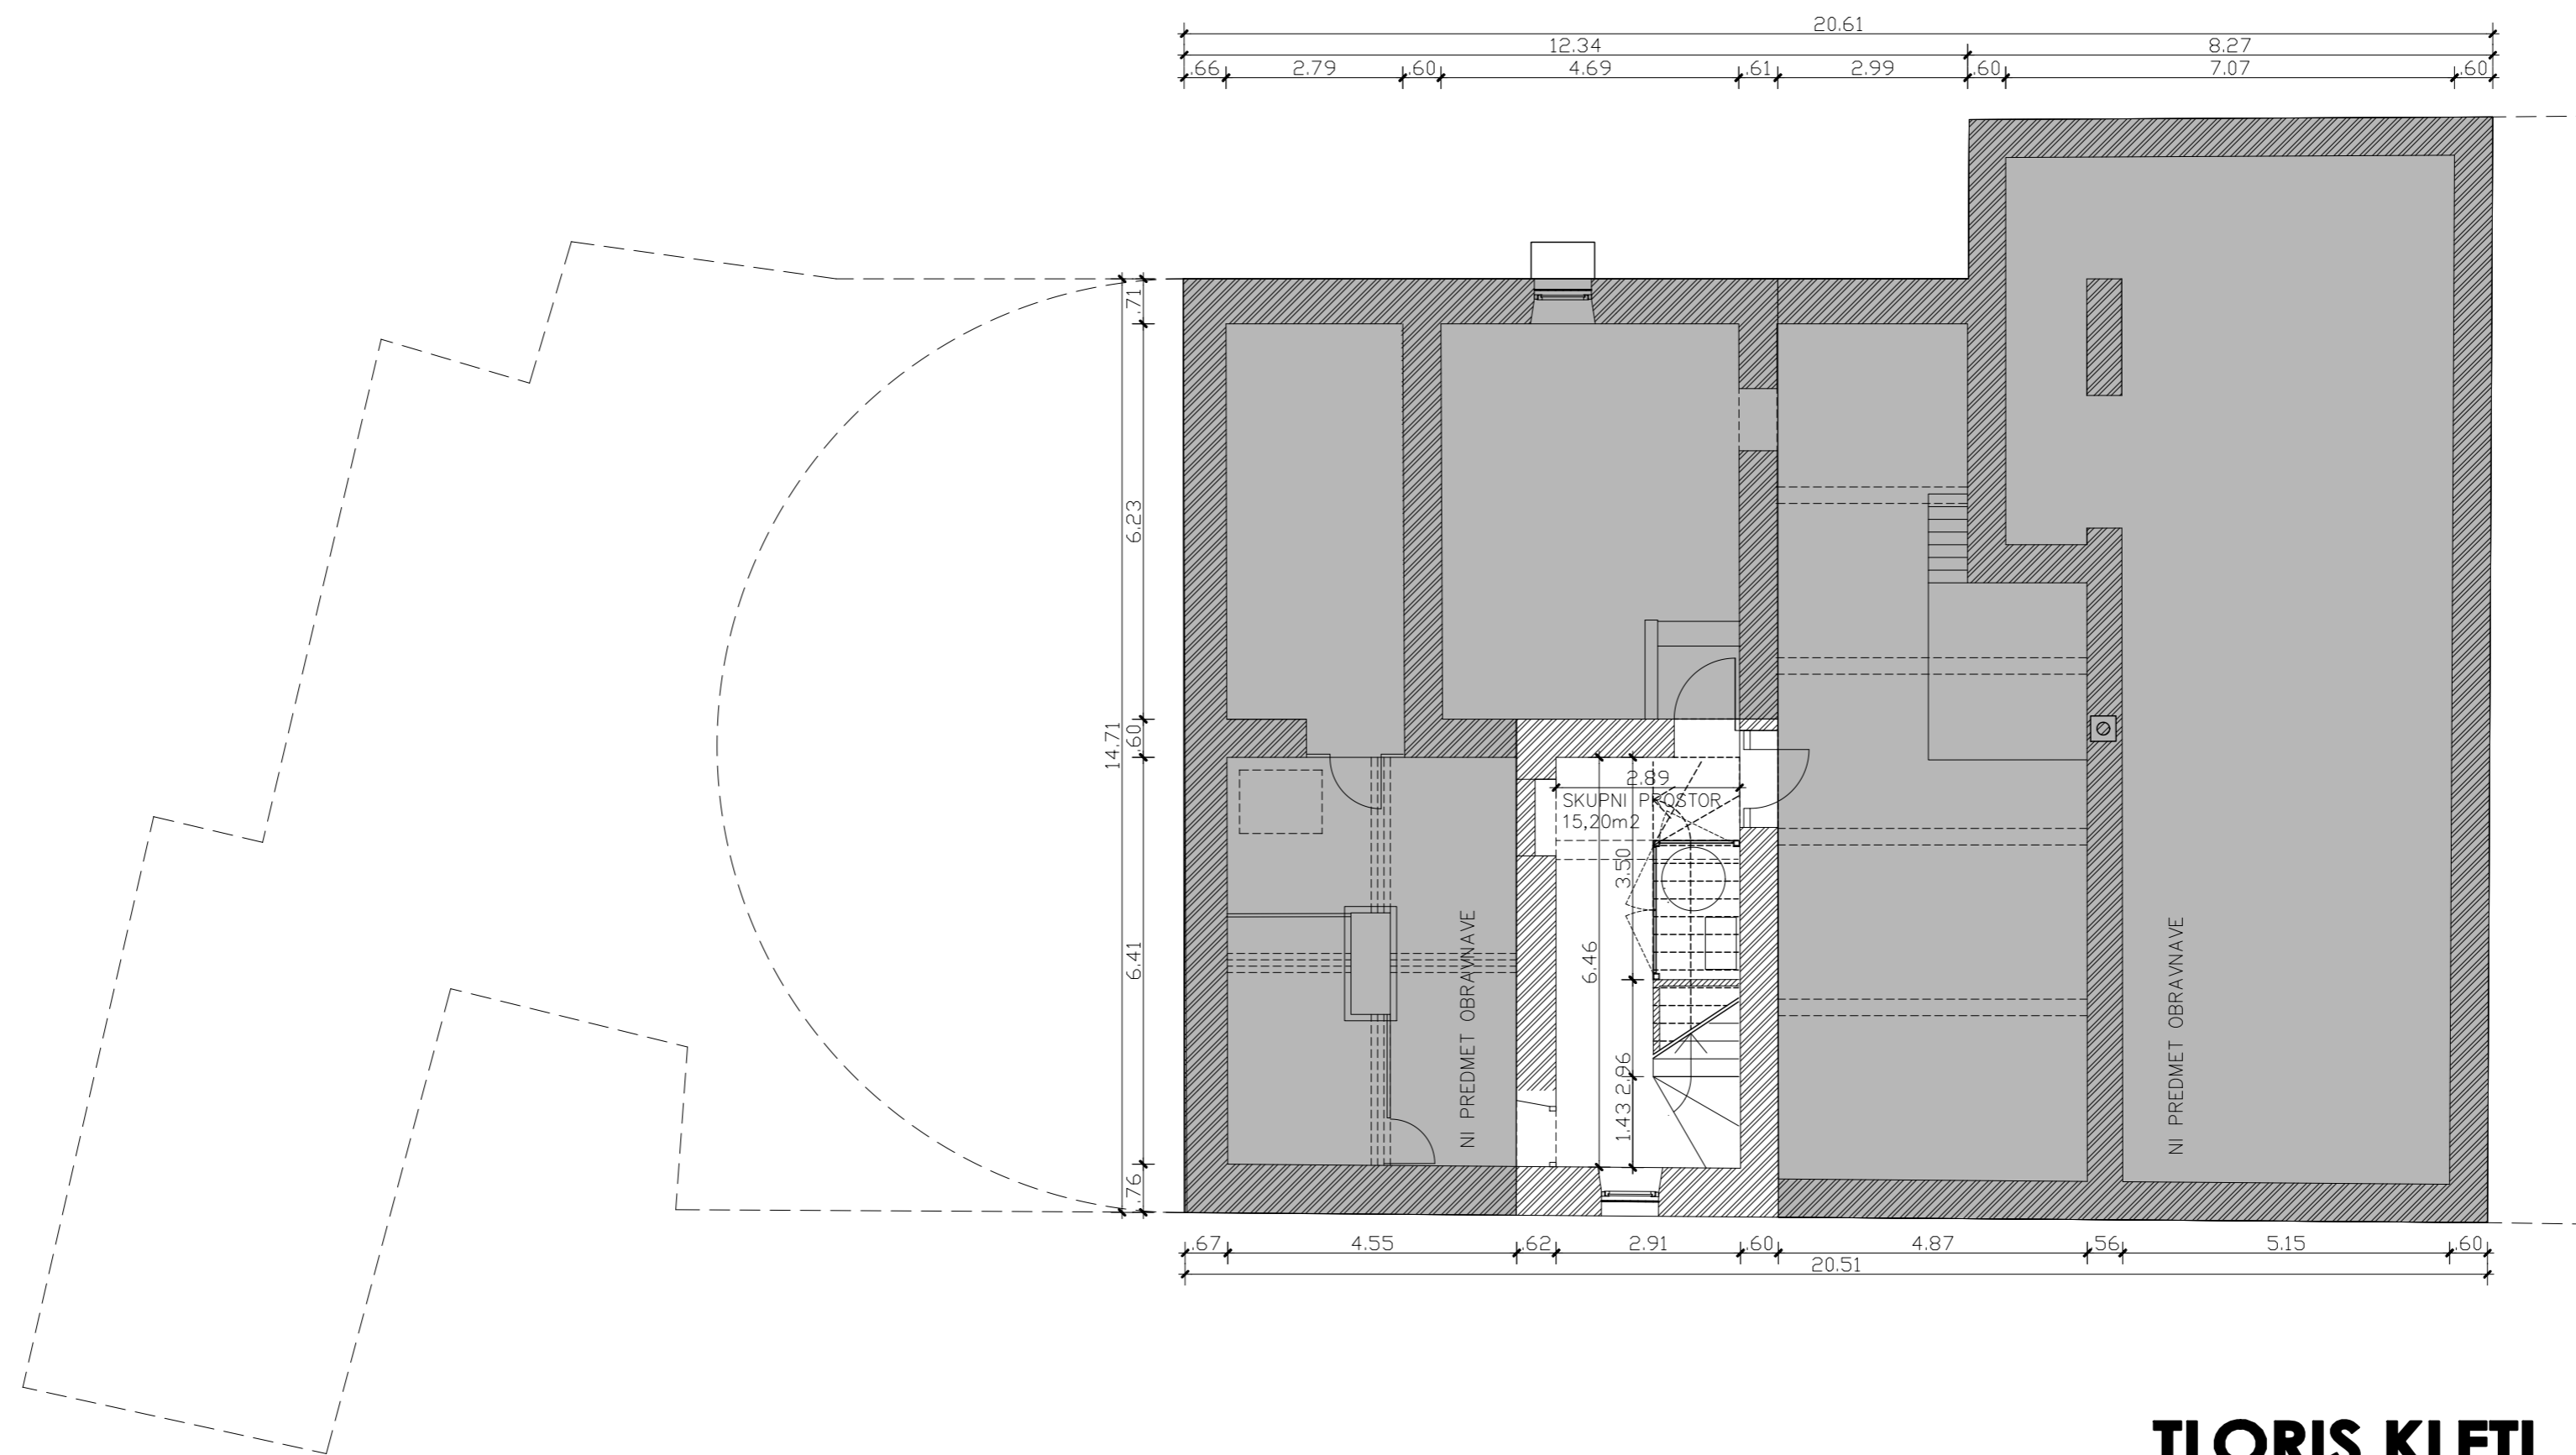 20.61
12.34 8.27
.66 2.79 .60 4.69 .61 2.99 .60 7.07 .60
.71
6.23
14.71
.60
6.41
.76
2.89
SKUPNI PROSTOR
15,20m2
3.50
6.46
2.96
1.43
NI PREDMET OBRAVNAVE
NI PREDMET OBRAVNAVE
.67 4.55 .62 2.91 .60 4.87 .56 5.15 .60
20.51
TLORIS KLETI